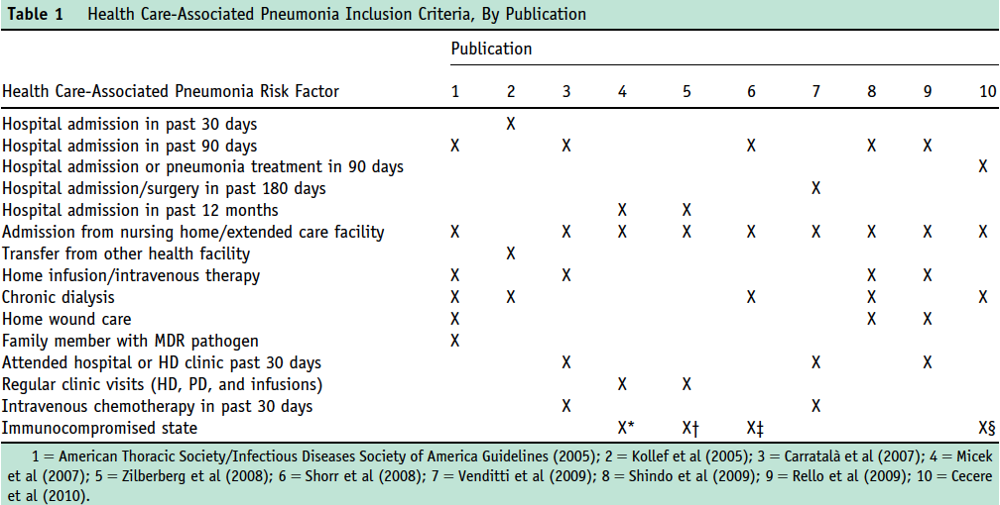 Table 1 Health Care-Associated Pneumonia Inclusion Criteria, By Publication
Publication
Health Care-Associated Pneumonia Risk Factor 1 2 3 4 5 6 7 8 9 10
Hospital admission in past 30 days X
Hospital admission in past 90 days X X X X X
Hospital admission or pneumonia treatment in 90 days X
Hospital admission/surgery in past 180 days X
Hospital admission in past 12 months X X
Admission from nursing home/extended care facility X X X X X X X X X
Transfer from other health facility X
Home infusion/intravenous therapy X X X X
Chronic dialysis X X X X X
Home wound care X X X
Family member with MDR pathogen X
Attended hospital or HD clinic past 30 days X X X
Regular clinic visits (HD, PD, and infusions) X X
Intravenous chemotherapy in past 30 days X X
Immunocompromised state X* X† X‡ X§
1 = American Thoracic Society/Infectious Diseases Society of America Guidelines (2005); 2 = Kollef et al (2005); 3 = Carratalà et al (2007); 4 = Micek
et al (2007); 5 = Zilberberg et al (2008); 6 = Shorr et al (2008); 7 = Venditti et al (2009); 8 = Shindo et al (2009); 9 = Rello et al (2009); 10 = Cecere
et al (2010).